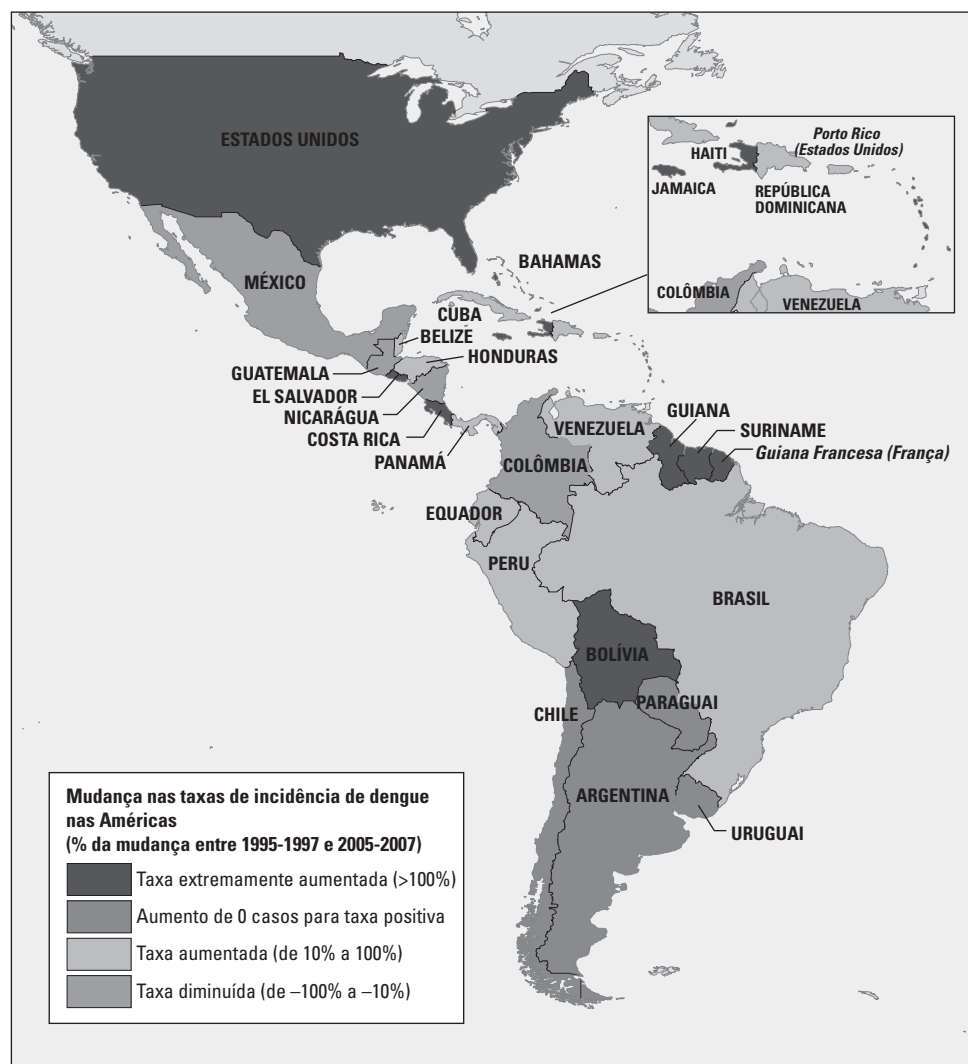 ESTADOS UNIDOS
Porto Rico
(Estados Unidos)
HAITI
JAMAICA
REPÚBLICA
DOMINICANA
COLÔMBIA
VENEZUELA
BAHAMAS
MÉXICO
CUBA
BELIZE
HONDURAS
GUATEMALA
EL SALVADOR
NICARÁGUA
COSTA RICA
PANAMÁ
VENEZUELA
GUIANA
SURINAME
Guiana Francesa (França)
COLÔMBIA
EQUADOR
PERU
BRASIL
BOLÍVIA
PARAGUAI
CHILE
ARGENTINA
URUGUAI
Mudança nas taxas de incidência de dengue
nas Américas
(% da mudança entre 1995-1997 e 2005-2007)
Taxa extremamente aumentada (>100%)
Aumento de 0 casos para taxa positiva
Taxa aumentada (de 10% a 100%)
Taxa diminuída (de –100% a –10%)